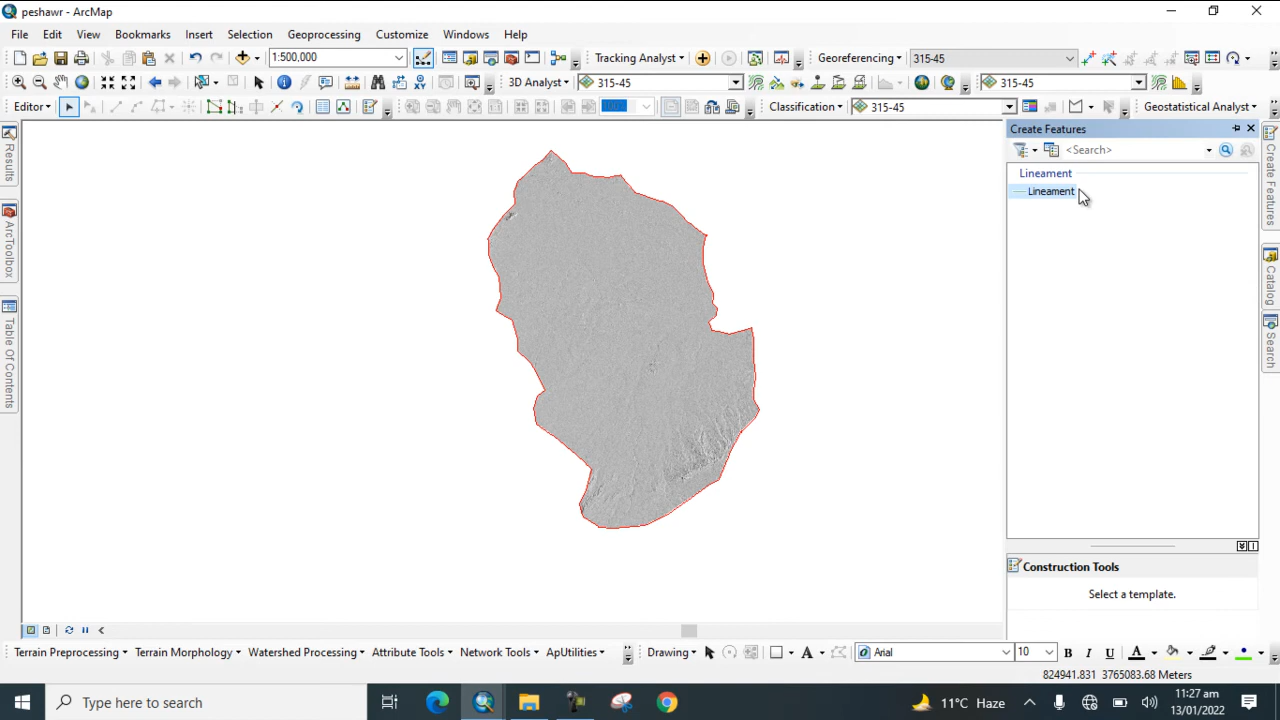 peshawr - ArcMap
File Edit View Bookmarks Insert Selection Geoprocessing Customize Windows Help
1:500,000 Tracking Analyst Georeferencing 315-45
3D Analyst 315-45 315-45
Editor 100% Classification 315-45 Geostatistical Analyst
Create Features
<Search>
Lineament
Lineament
Results
ArcToolbox
Table Of Contents
Create Features
Catalog
Search
Construction Tools
Select a template.
Terrain Preprocessing Terrain Morphology Watershed Processing Attribute Tools Network Tools ApUtilities Drawing A Arial 10 B I U A
824941.831 3765083.68 Meters
Type here to search
11°C Haze
11:27 am
13/01/2022